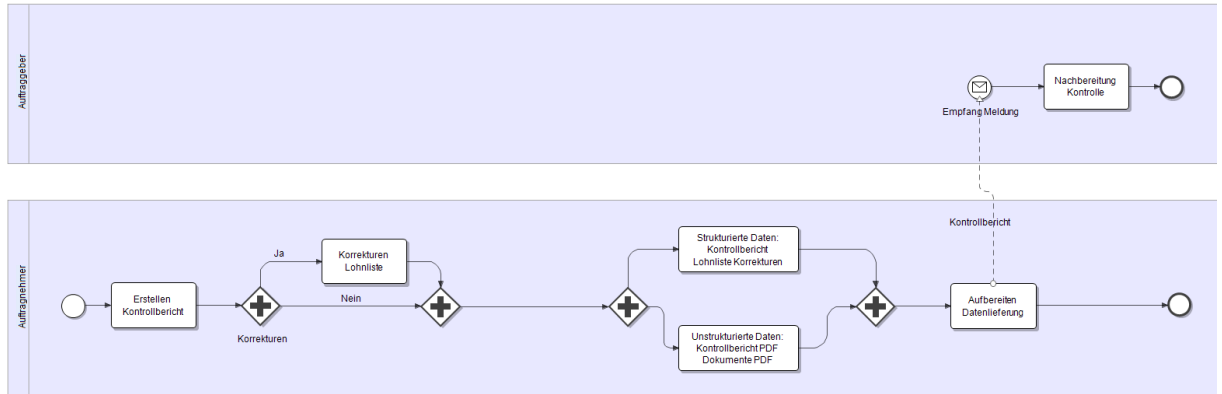 Auftraggeber
Nachbereitung
Kontrolle
Empfang Meldung
Kontrollbericht
Auftragnehmer
Erstellen
Kontrollbericht
Korrekturen
Ja
Nein
Korrekturen
Lohnliste
Strukturierte Daten:
Kontrollbericht
Lohnliste Korrekturen
Unstrukturierte Daten:
Kontrollbericht PDF
Dokumente PDF
Aufbereiten
Datenlieferung